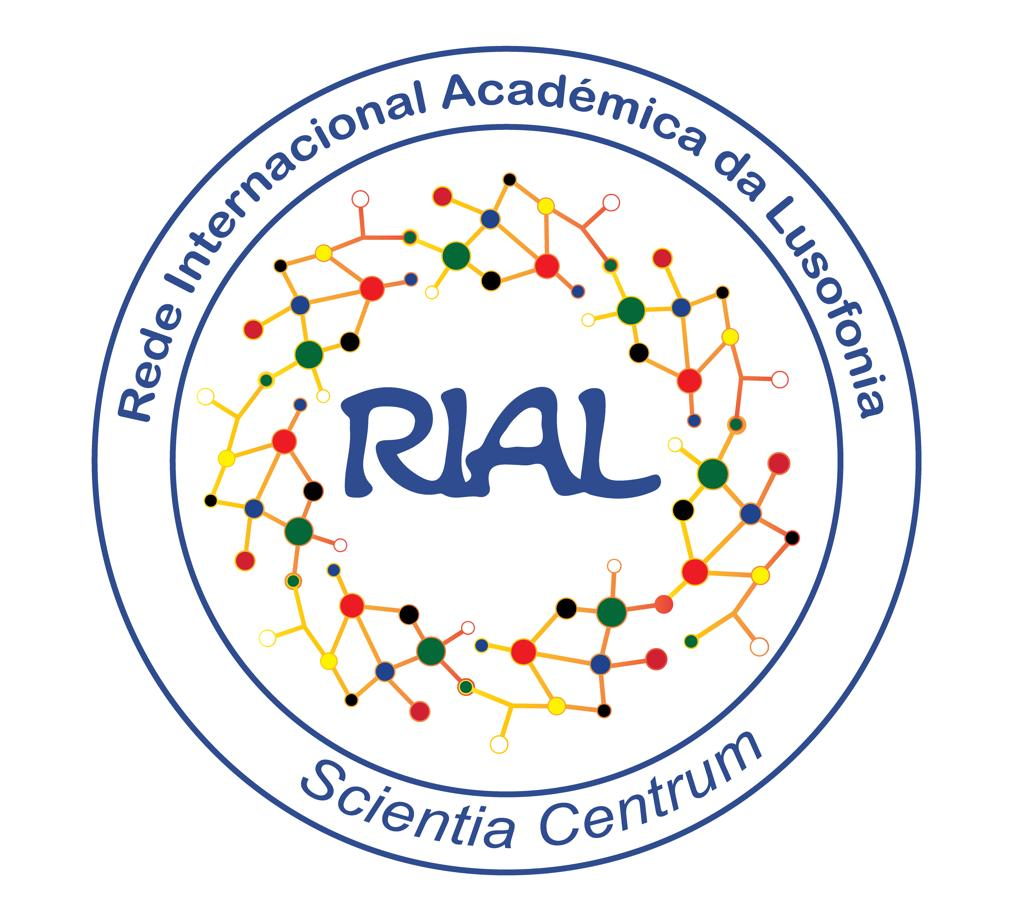 Rede Internacional Académica da Lusofonia
RIAL
Scientia Centrum